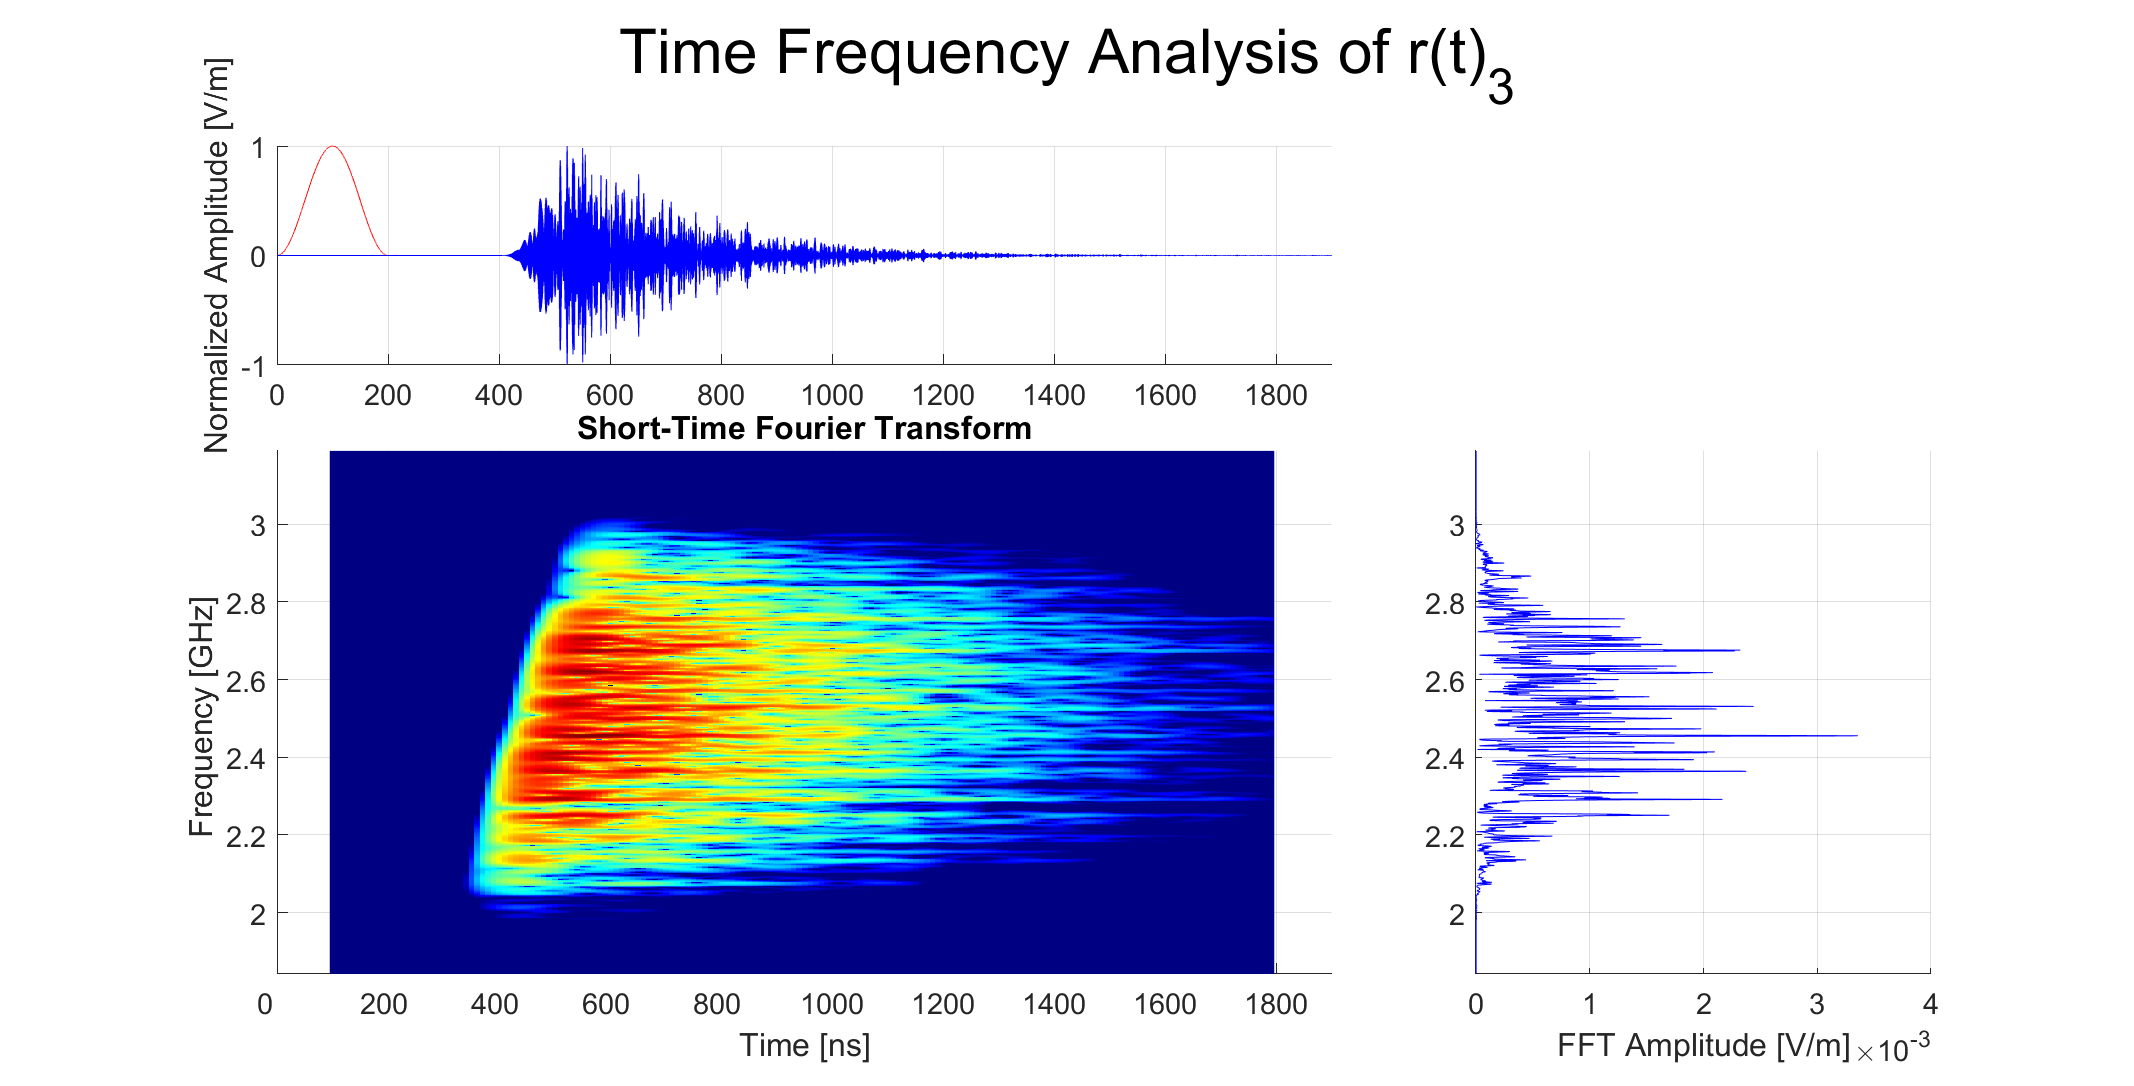 Time Frequency Analysis of r(t)₃
Normalized Amplitude [V/m]
1
0
-1
0 200 400 600 800 1000 1200 1400 1600 1800
Short-Time Fourier Transform
Frequency [GHz]
3
2.8
2.6
2.4
2.2
2
0 200 400 600 800 1000 1200 1400 1600 1800
Time [ns]
3
2.8
2.6
2.4
2.2
2
0 1 2 3 4
FFT Amplitude [V/m] ×10⁻³